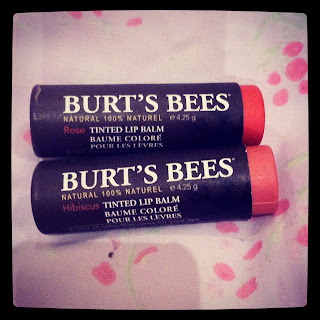 BURT'S BEES
NATURAL 100% NATUREL ℮ 4,25 g
Rose TINTED LIP BALM
BAUME COLORÉ
POUR LES LÈVRES
BURT'S BEES
NATURAL 100% NATUREL ℮ 4,25 g
Hibiscus TINTED LIP BALM
BAUME COLORÉ
POUR LES LÈVRES